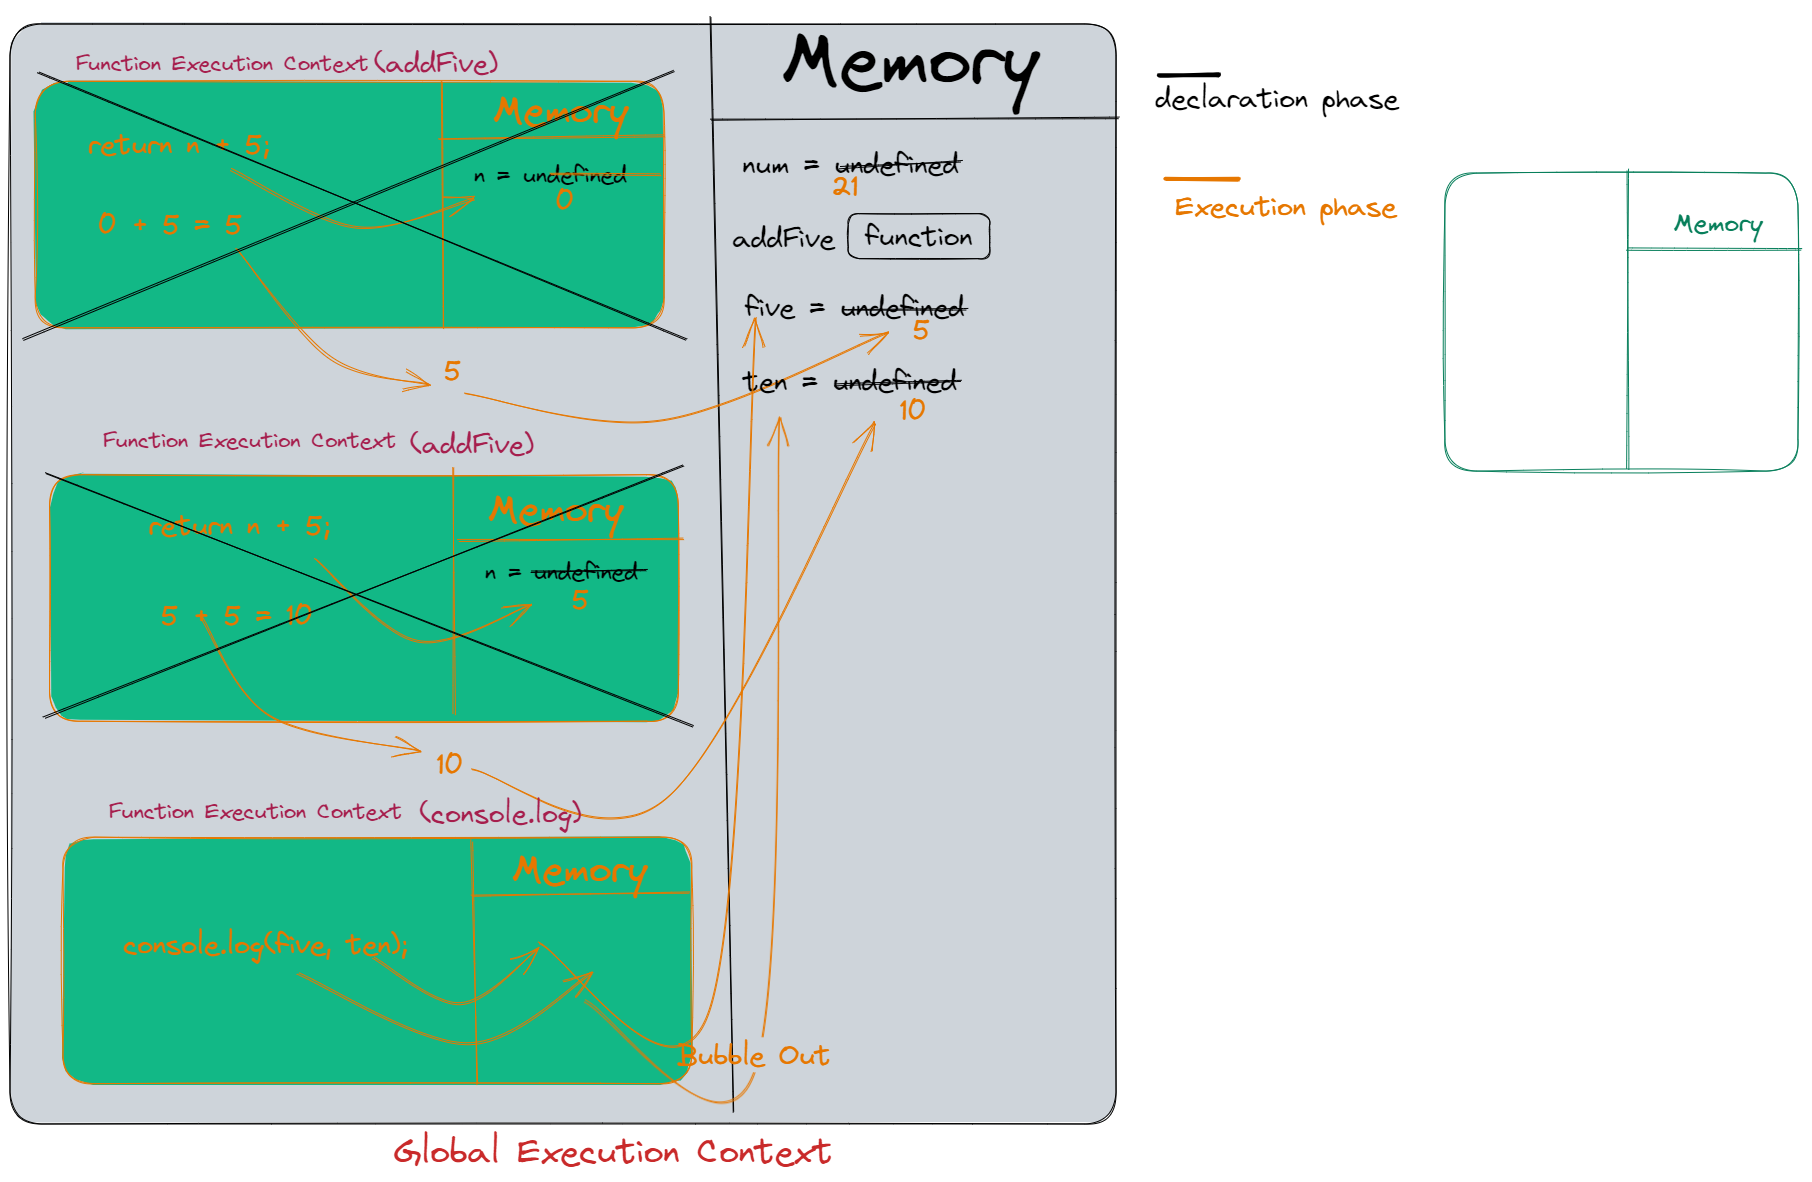 Function Execution Context (addFive)
Memory
return n + 5;
n = undefined
0
0 + 5 = 5
5
Function Execution Context (addFive)
Memory
return n + 5;
n = undefined
5
5 + 5 = 10
10
Function Execution Context (console.log)
Memory
console.log(five, ten);
Bubble Out
Memory
num = undefined
21
addFive function
five = undefined
5
ten = undefined
10
Global Execution Context
declaration phase
Execution phase
Memory